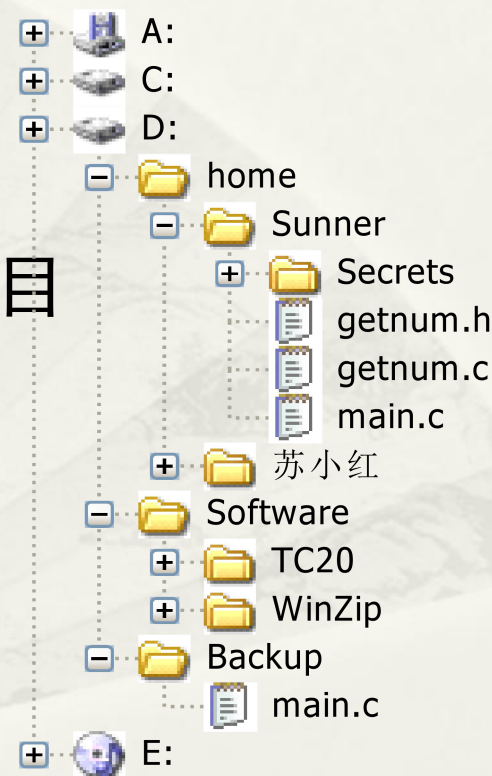 A:
C:
D:
home
Sunner
目
Secrets
getnum.h
getnum.c
main.c
苏小红
Software
TC20
WinZip
Backup
main.c
E: